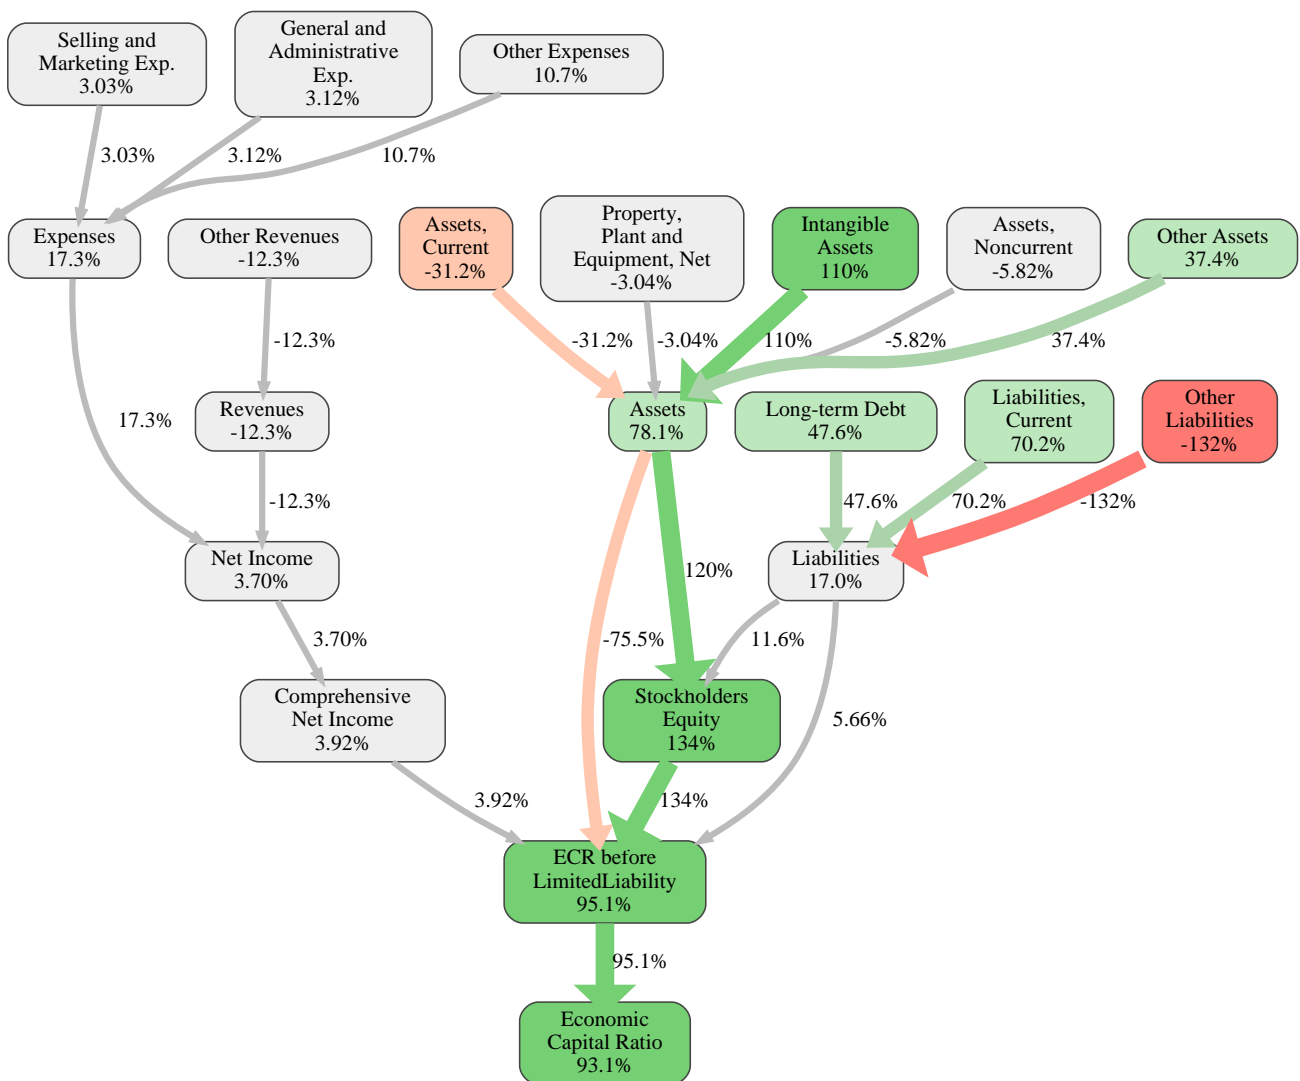 Selling and
Marketing Exp.
3.03%
General and
Administrative
Exp.
3.12%
Other Expenses
10.7%
3.03%
3.12%
10.7%
Expenses
17.3%
Other Revenues
-12.3%
Assets,
Current
-31.2%
Property,
Plant and
Equipment, Net
-3.04%
Intangible
Assets
110%
Assets,
Noncurrent
-5.82%
Other Assets
37.4%
-12.3%
-31.2%
-3.04%
110%
-5.82%
37.4%
17.3%
Revenues
-12.3%
Assets
78.1%
Long-term Debt
47.6%
Liabilities,
Current
70.2%
Other
Liabilities
-132%
-12.3%
47.6%
70.2%
-132%
Net Income
3.70%
Liabilities
17.0%
120%
3.70%
-75.5%
11.6%
Comprehensive
Net Income
3.92%
Stockholders
Equity
134%
5.66%
3.92%
134%
ECR before
LimitedLiability
95.1%
95.1%
Economic
Capital Ratio
93.1%